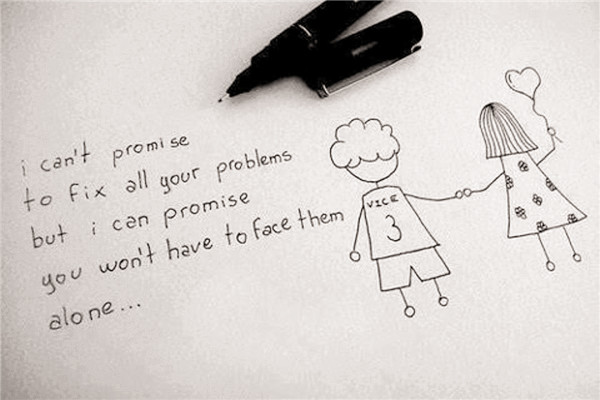 i can't promise
to fix all your problems
but i can promise
you won't have to face them
alone...
VICE
3